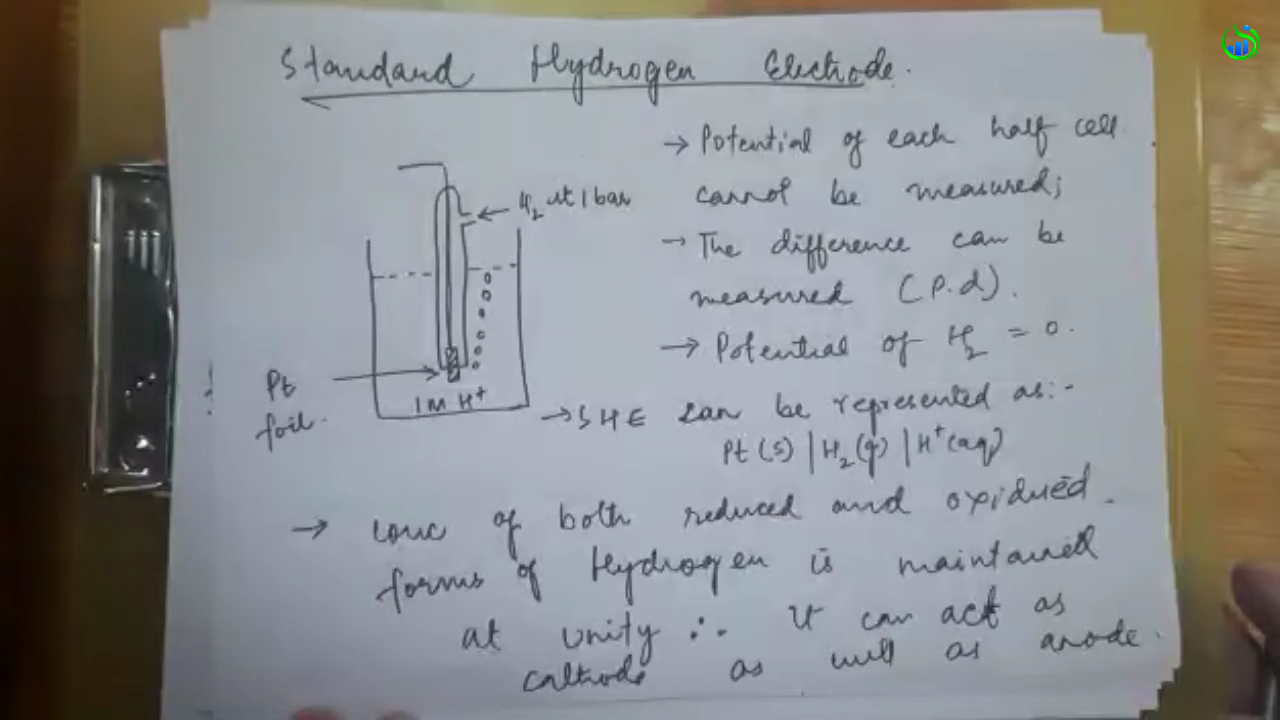 Standard Hydrogen Electrode.
→ Potential of each half cell
cannot be measured;
→ The difference can be
measured (p.d).
→ Potential of H₂ = 0.
H₂ at 1 bar
Pt
foil.
1M H⁺
→ SHE can be represented as:-
Pt (s) | H₂(g) | H⁺(aq)
→ Conc of both reduced and oxidized
forms of Hydrogen is maintained
at unity ∴ It can act as
cathode as well as anode.